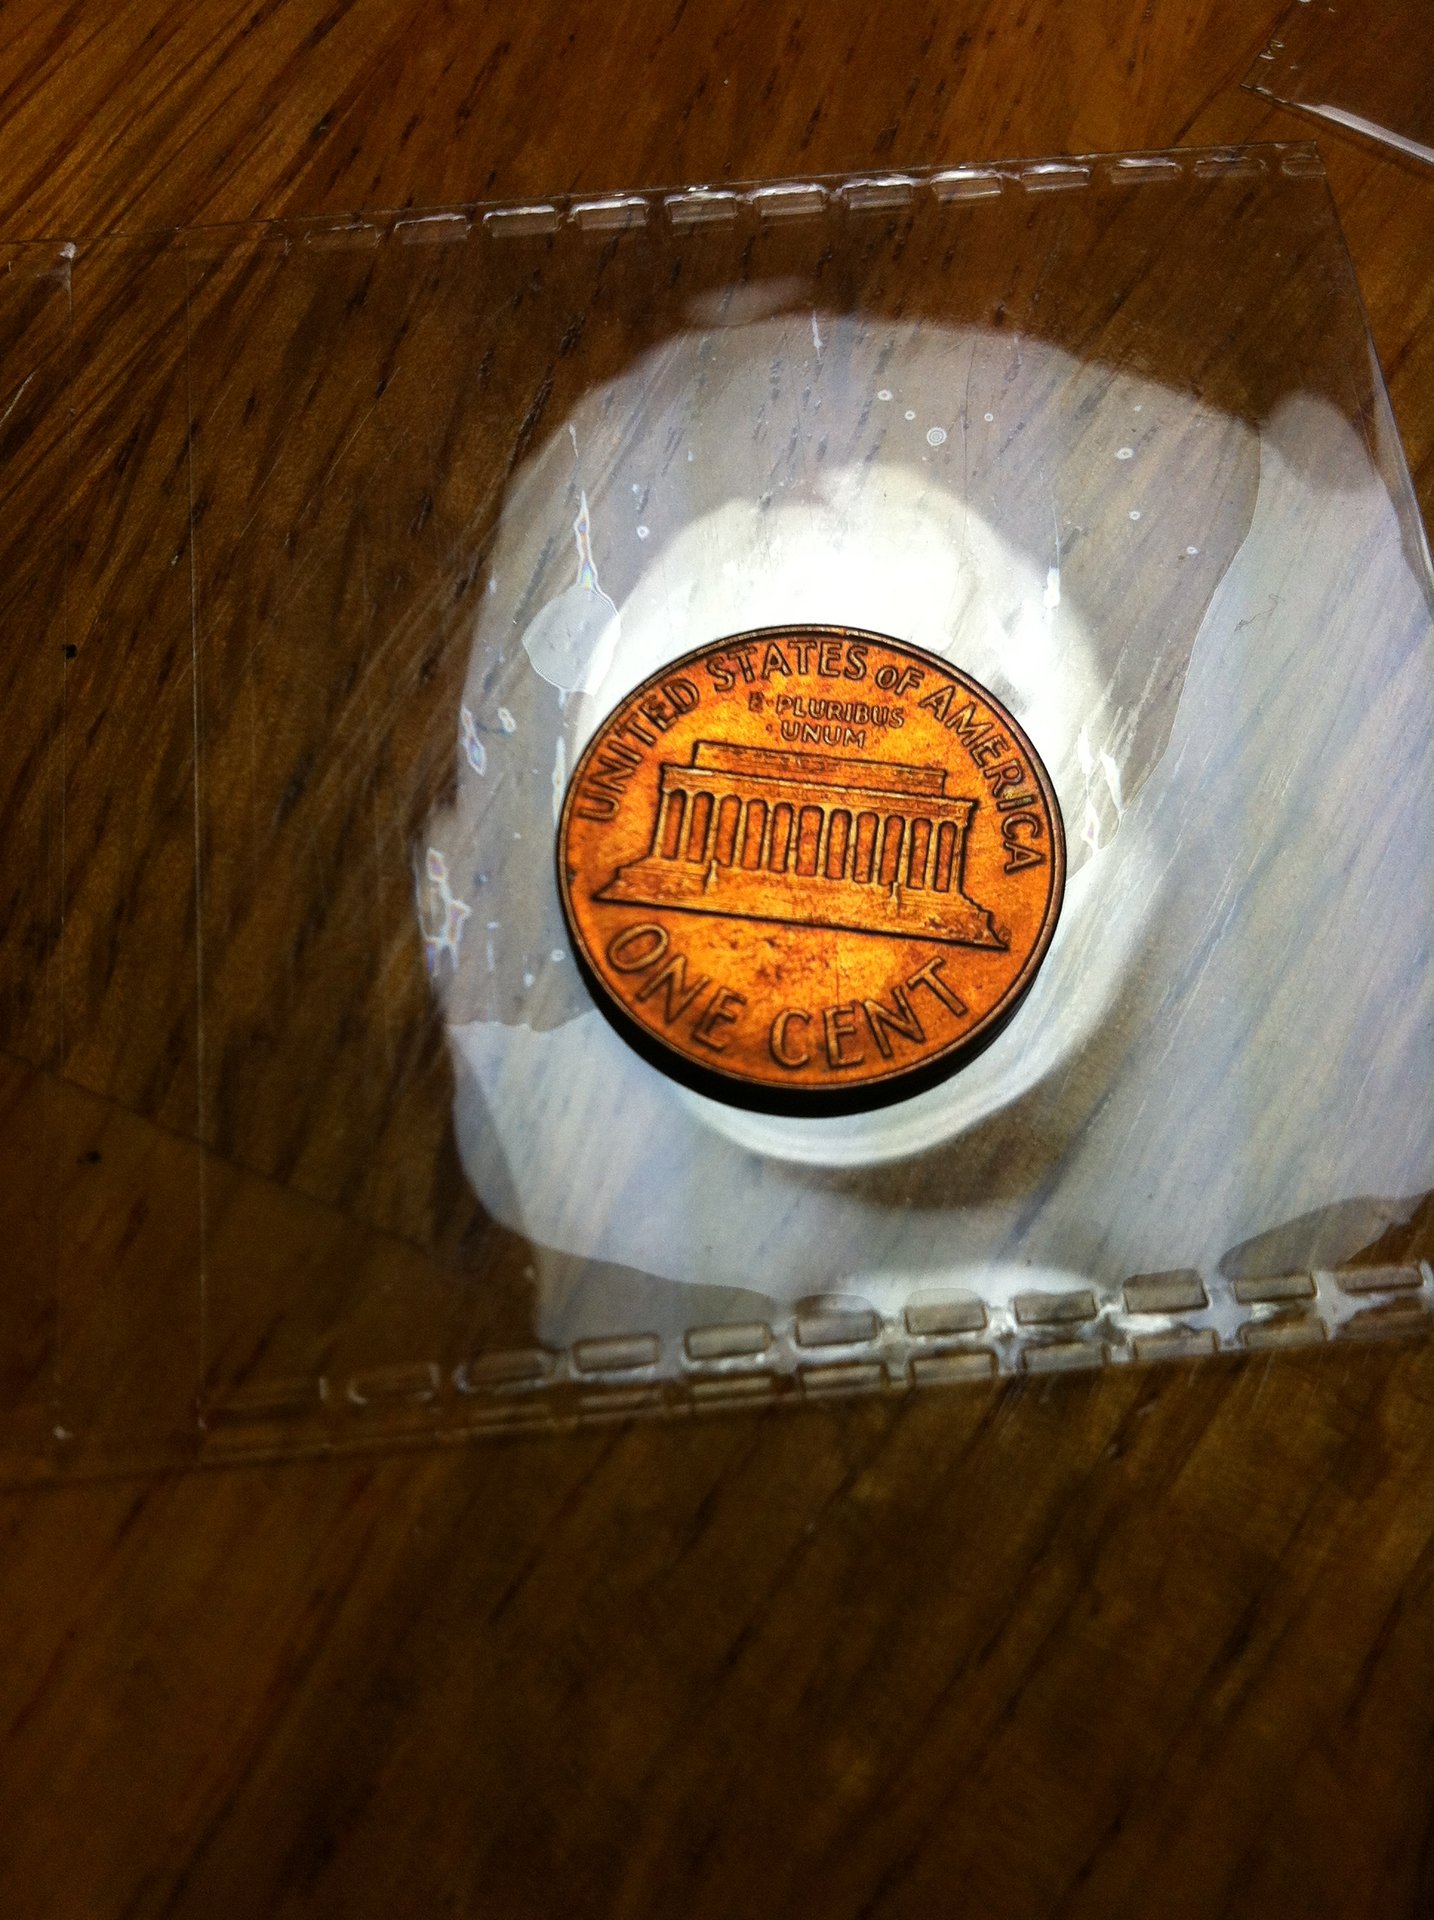 UNITED STATES OF AMERICA
E·PLURIBUS
·UNUM·
ONE CENT